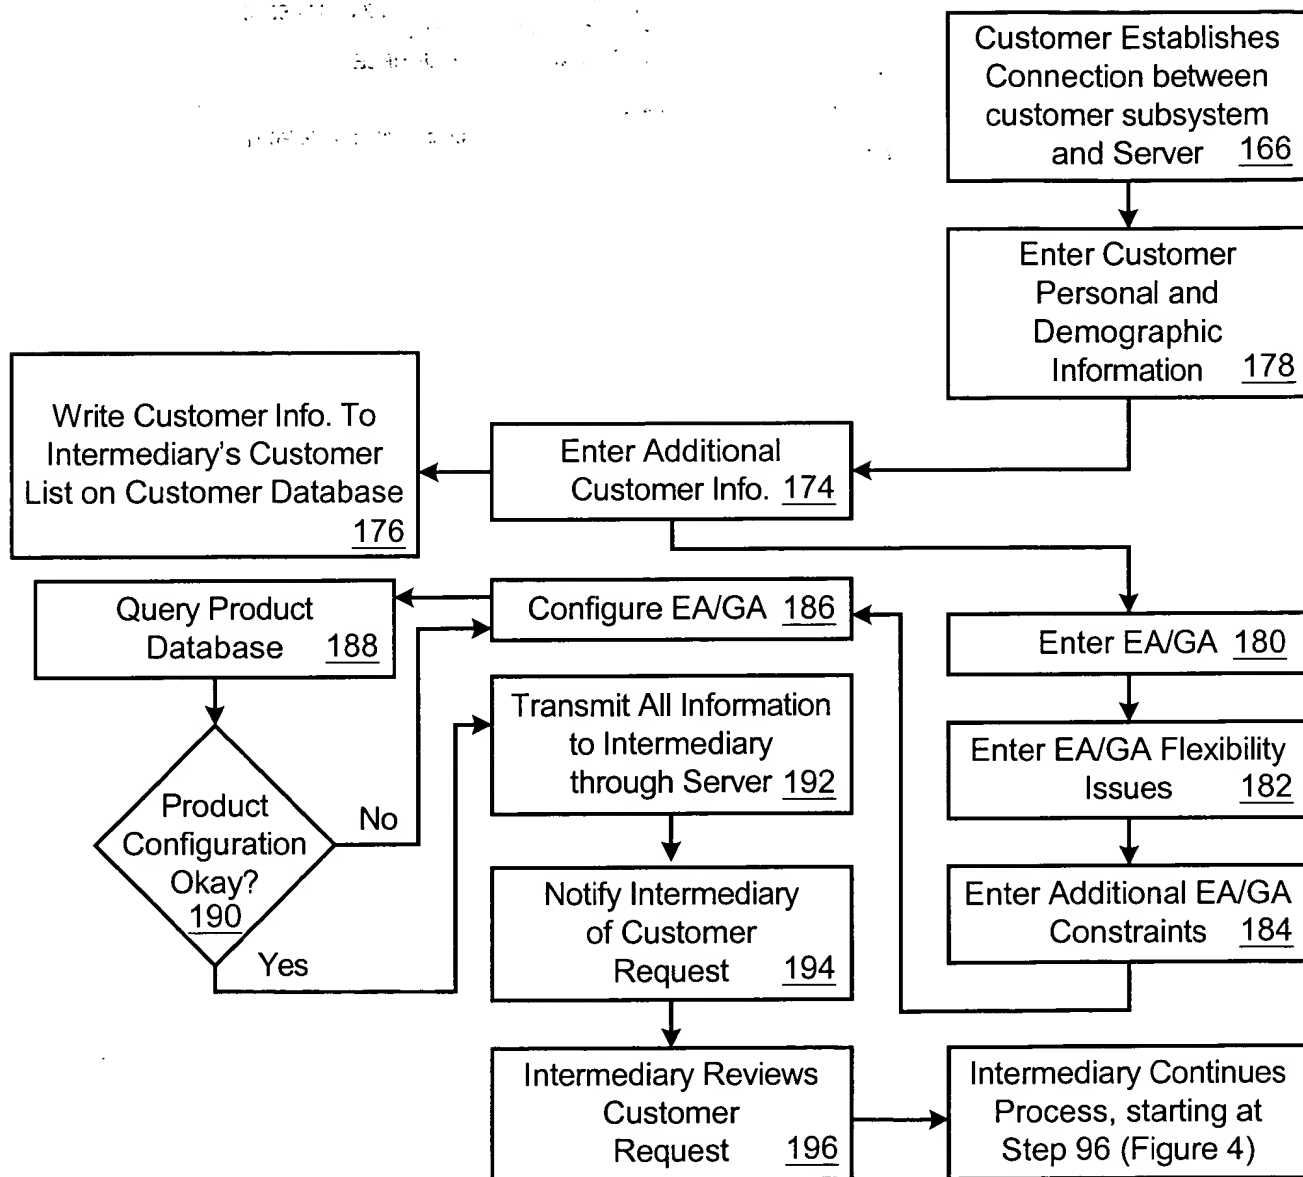 Customer Establishes
Connection between
customer subsystem
and Server 166
Enter Customer
Personal and
Demographic
Information 178
Write Customer Info. To
Intermediary's Customer
List on Customer Database
176
Enter Additional
Customer Info. 174
Query Product
Database 188
Configure EA/GA 186
Enter EA/GA 180
Transmit All Information
to Intermediary
through Server 192
Enter EA/GA Flexibility
Issues 182
Product
Configuration
Okay?
190
No
Yes
Notify Intermediary
of Customer
Request 194
Enter Additional EA/GA
Constraints 184
Intermediary Reviews
Customer
Request 196
Intermediary Continues
Process, starting at
Step 96 (Figure 4)